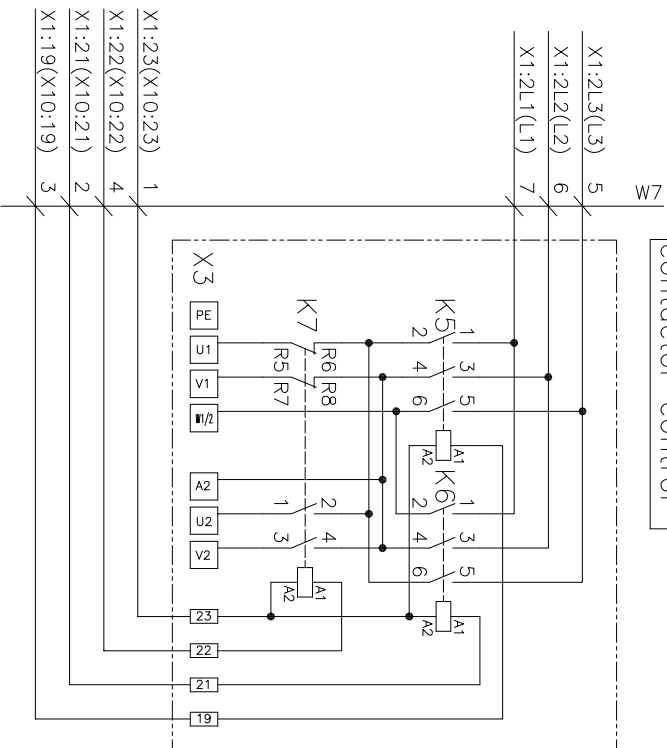 W7
X1:2L3(L3)
5
X1:2L2(L2)
6
X1:2L1(L1)
7
X1:23(X10:23)
1
X1:22(X10:22)
4
X1:21(X10:21)
2
X1:19(X10:19)
3
contactor control
X3
PE
U1
V1
W1/2
A2
U2
V2
23
22
21
19
K5
1
2
3
4
5
6
A1
A2
K6
1
2
3
4
5
6
A1
A2
K7
R6
R5
R8
R7
2
1
4
3
A1
A2